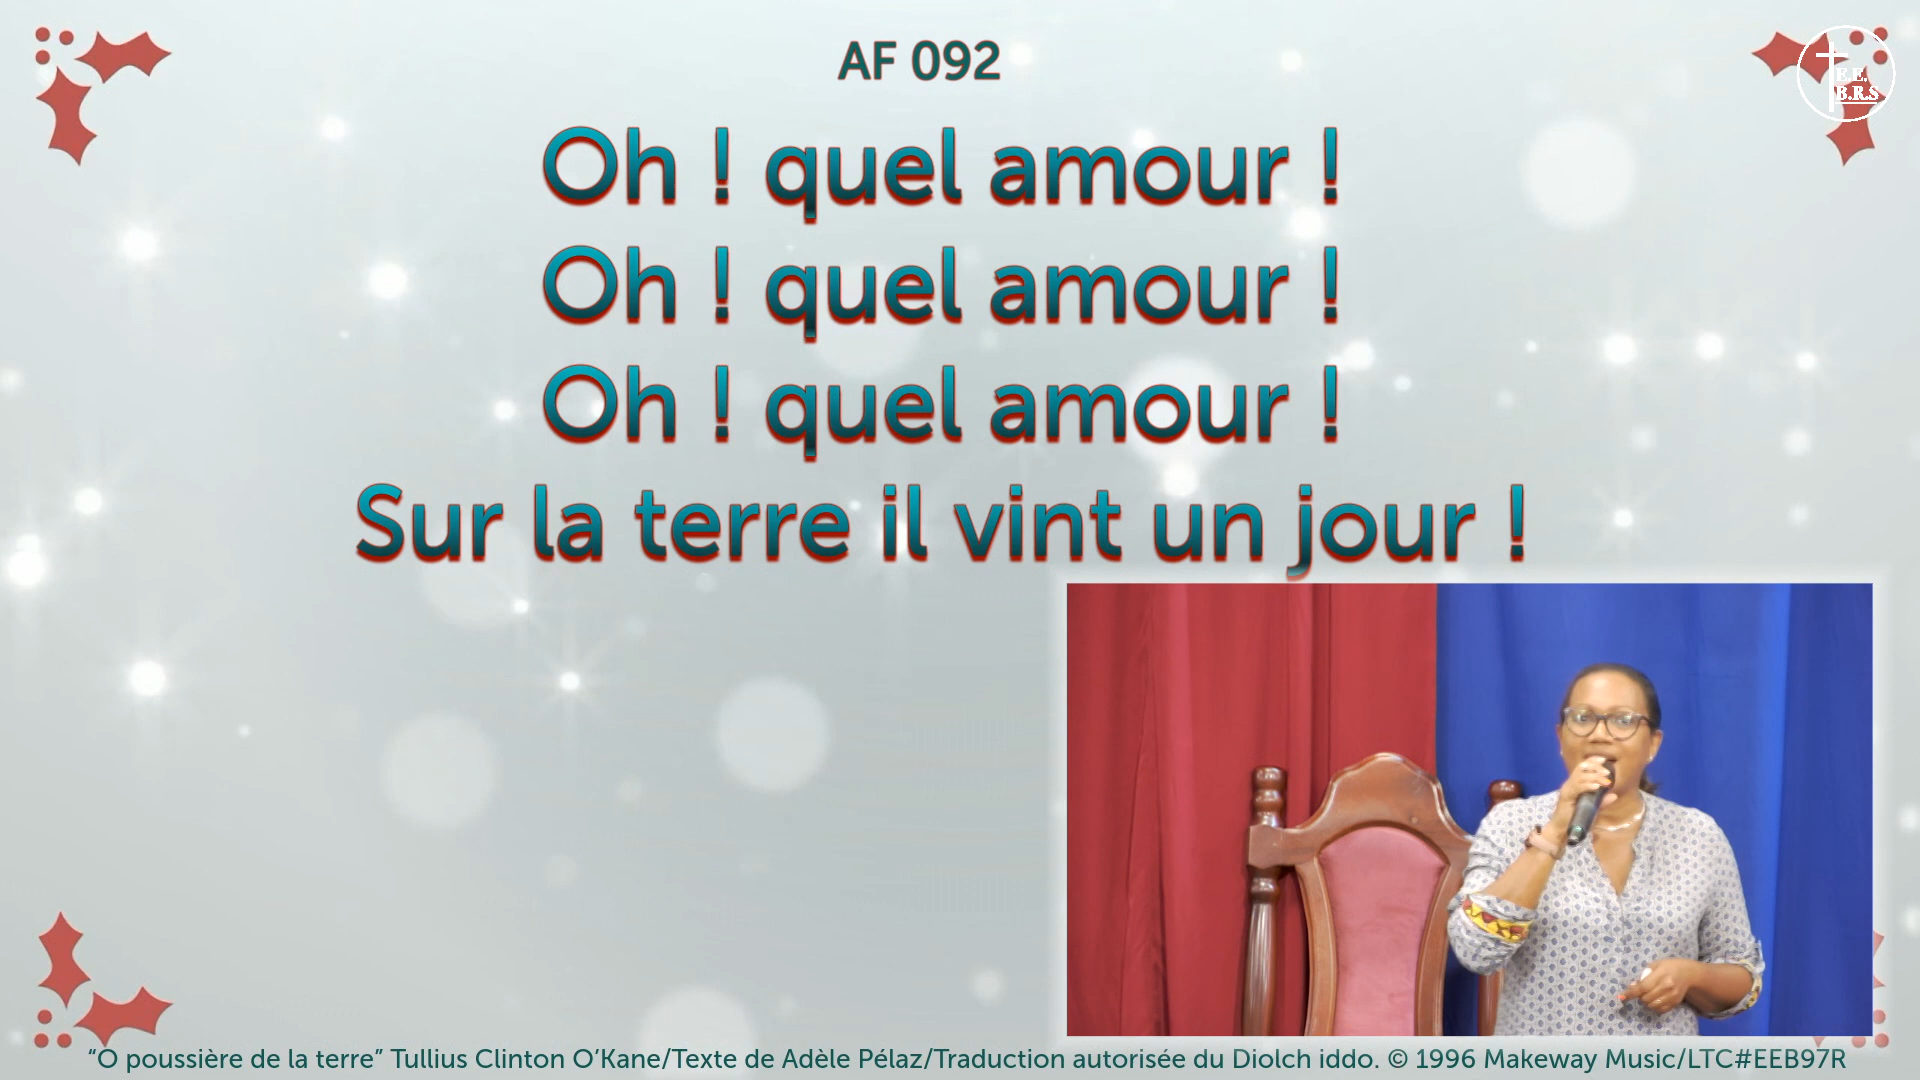 AF 092
E.E.
B.R.S
Oh ! quel amour !
Oh ! quel amour !
Oh ! quel amour !
Sur la terre il vint un jour !
“O poussière de la terre” Tullius Clinton O’Kane/Texte de Adèle Pélaz/Traduction autorisée du Diolch iddo. © 1996 Makeway Music/LTC#EEB97R